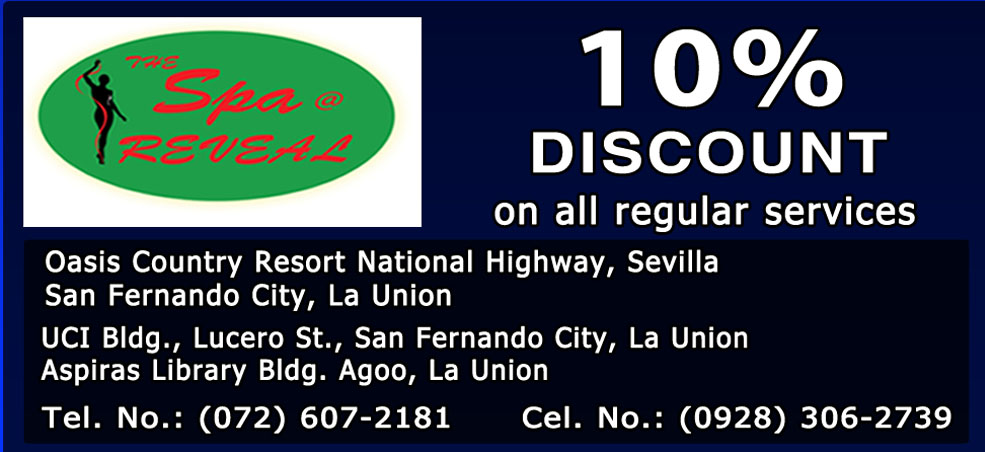 THE
Spa @
REVEAL
10%
DISCOUNT
on all regular services
Oasis Country Resort National Highway, Sevilla
San Fernando City, La Union
UCI Bldg., Lucero St., San Fernando City, La Union
Aspiras Library Bldg. Agoo, La Union
Tel. No.: (072) 607-2181 Cel. No.: (0928) 306-2739